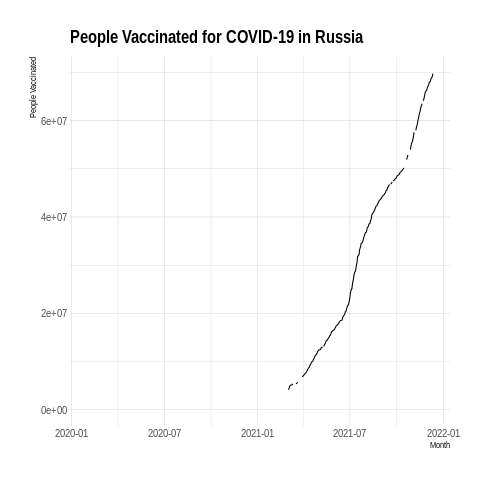 People Vaccinated for COVID-19 in Russia
People Vaccinated
6e+07
4e+07
2e+07
0e+00
2020-01 2020-07 2021-01 2021-07 2022-01
Month